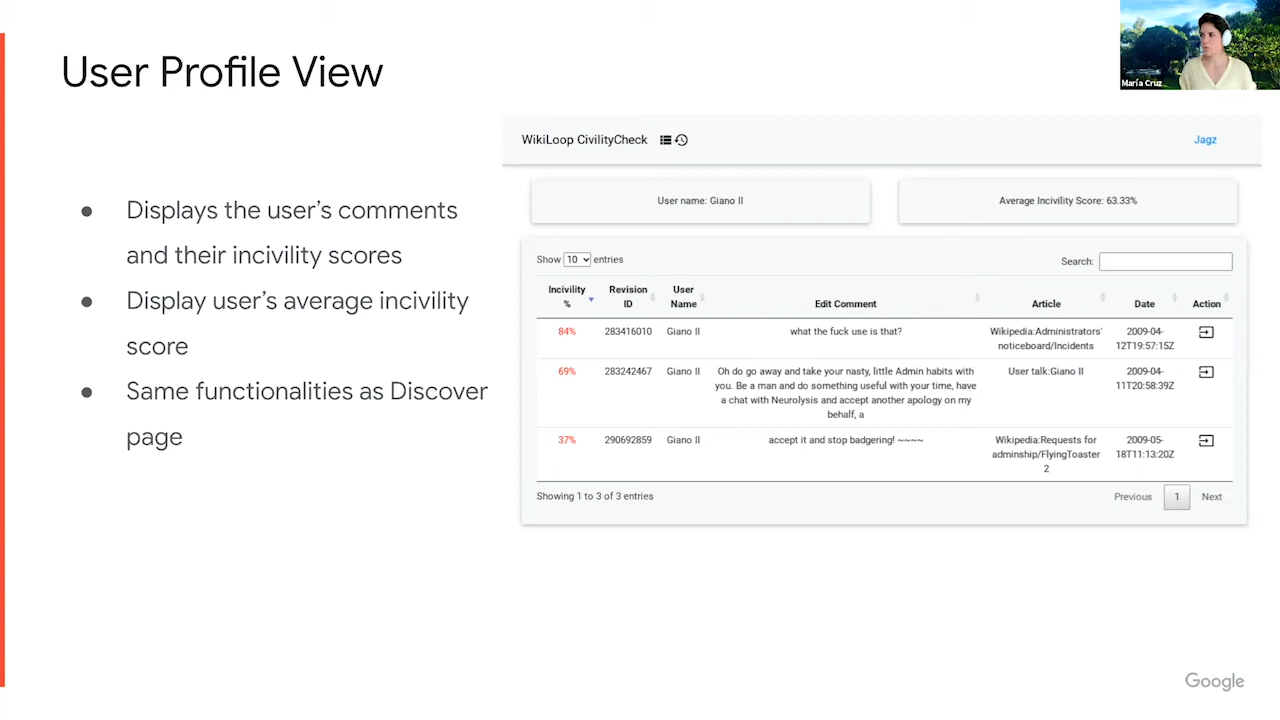 User Profile View
María Cruz
● Displays the user's comments
and their incivility scores
● Display user's average incivility
score
● Same functionalities as Discover
page
WikiLoop CivilityCheck
Jagz
User name: Giano II
Average Incivility Score: 63.33%
Show 10 entries
Search:
Incivility % Revision ID User Name Edit Comment Article Date Action
84% 283416010 Giano II what the fuck use is that? Wikipedia:Administrators' 2009-04-
noticeboard/Incidents 12T19:57:15Z
69% 283242467 Giano II Oh do go away and take your nasty, little Admin habits with User talk:Giano II 2009-04-
you. Be a man and do something useful with your time, have 11T20:58:39Z
a chat with Neurolysis and accept another apology on my
behalf, a
37% 290692859 Giano II accept it and stop badgering! ~~~~ Wikipedia:Requests for 2009-05-
adminship/FlyingToaster 18T11:13:20Z
2
Showing 1 to 3 of 3 entries
Previous 1 Next
Google